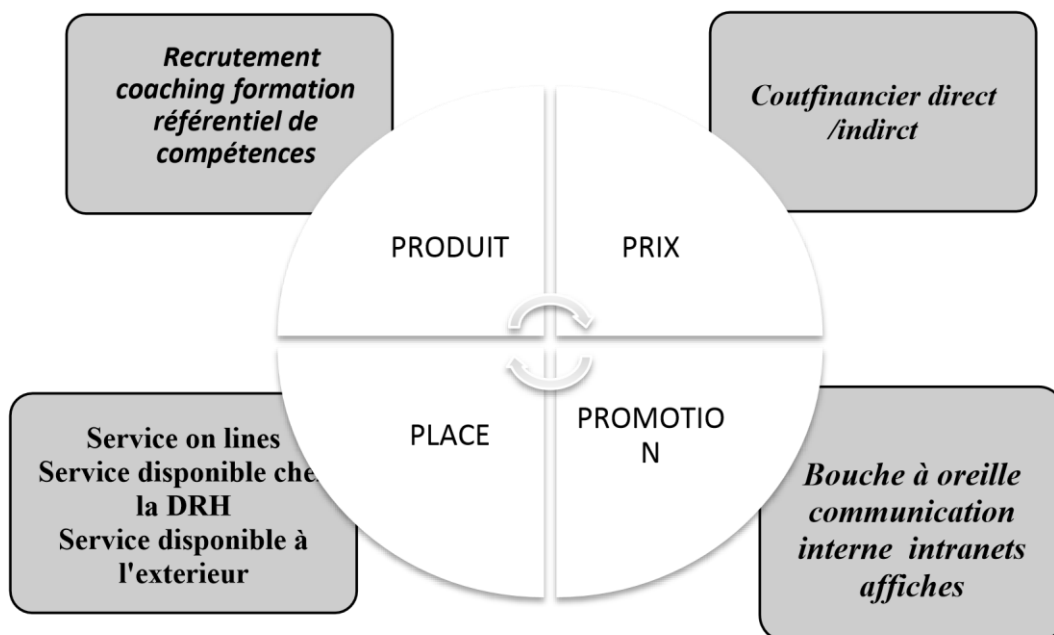 Recrutement
coaching formation
référentiel de
compétences
Coutfinancier direct
/indirct
PRODUIT
PRIX
PLACE
PROMOTIO
N
Service on lines
Service disponible che
la DRH
Service disponible à
l'exterieur
Bouche à oreille
communication
interne intranets
affiches